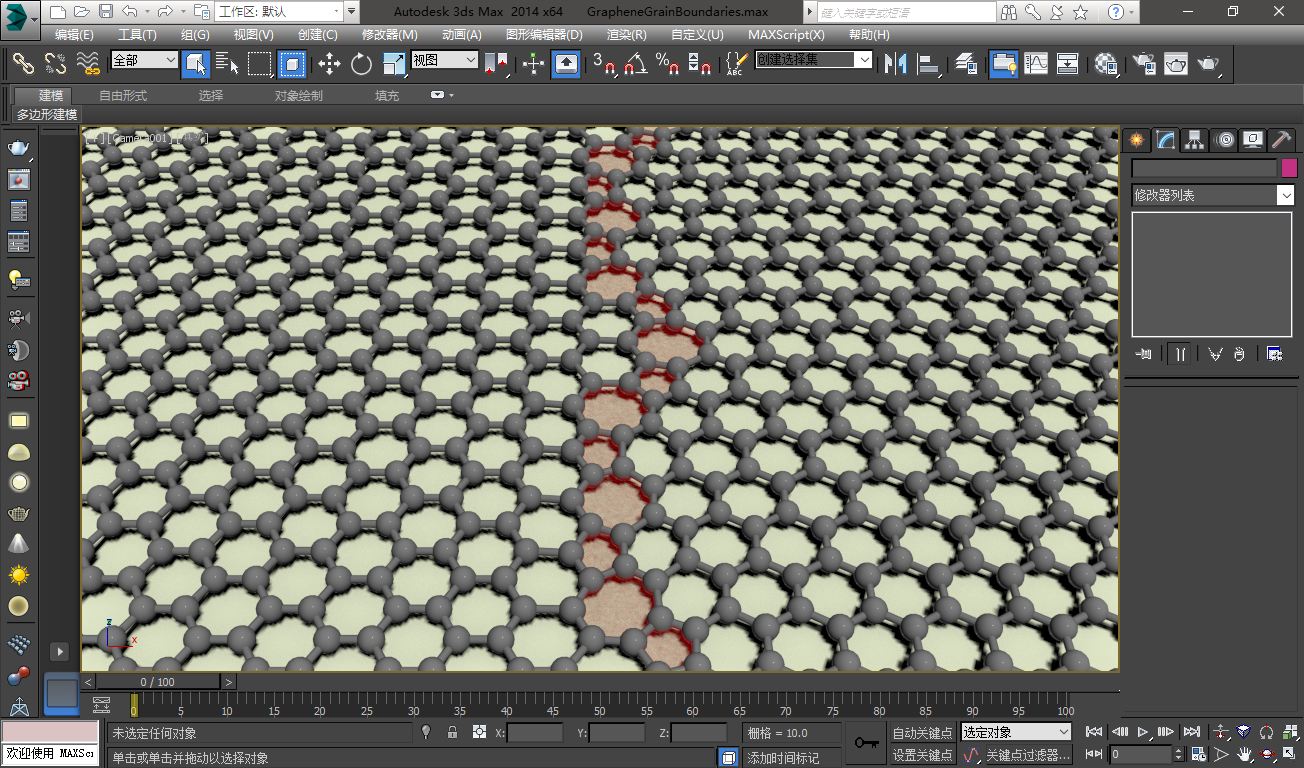 工作区: 默认
Autodesk 3ds Max 2014 x64 GrapheneGrainBoundaries.max
键入关键字或短语
编辑(E) 工具(T) 组(G) 视图(V) 创建(C) 修改器(M) 动画(A) 图形编辑器(D) 渲染(R) 自定义(U) MAXScript(X) 帮助(H)
全部 视图 3 % ABC 创建选择集
建模 自由形式 选择 对象绘制 填充
多边形建模
修改器列表
z
x
< 0 / 100 >
0 5 10 15 20 25 30 35 40 45 50 55 60 65 70 75 80 85 90 95 100
未选定任何对象 X: Y: Z: 栅格 = 10.0 自动关键点 选定对象
欢迎使用 MAXScr 单击或单击并拖动以选择对象 添加时间标记 设置关键点 关键点过滤器... 0